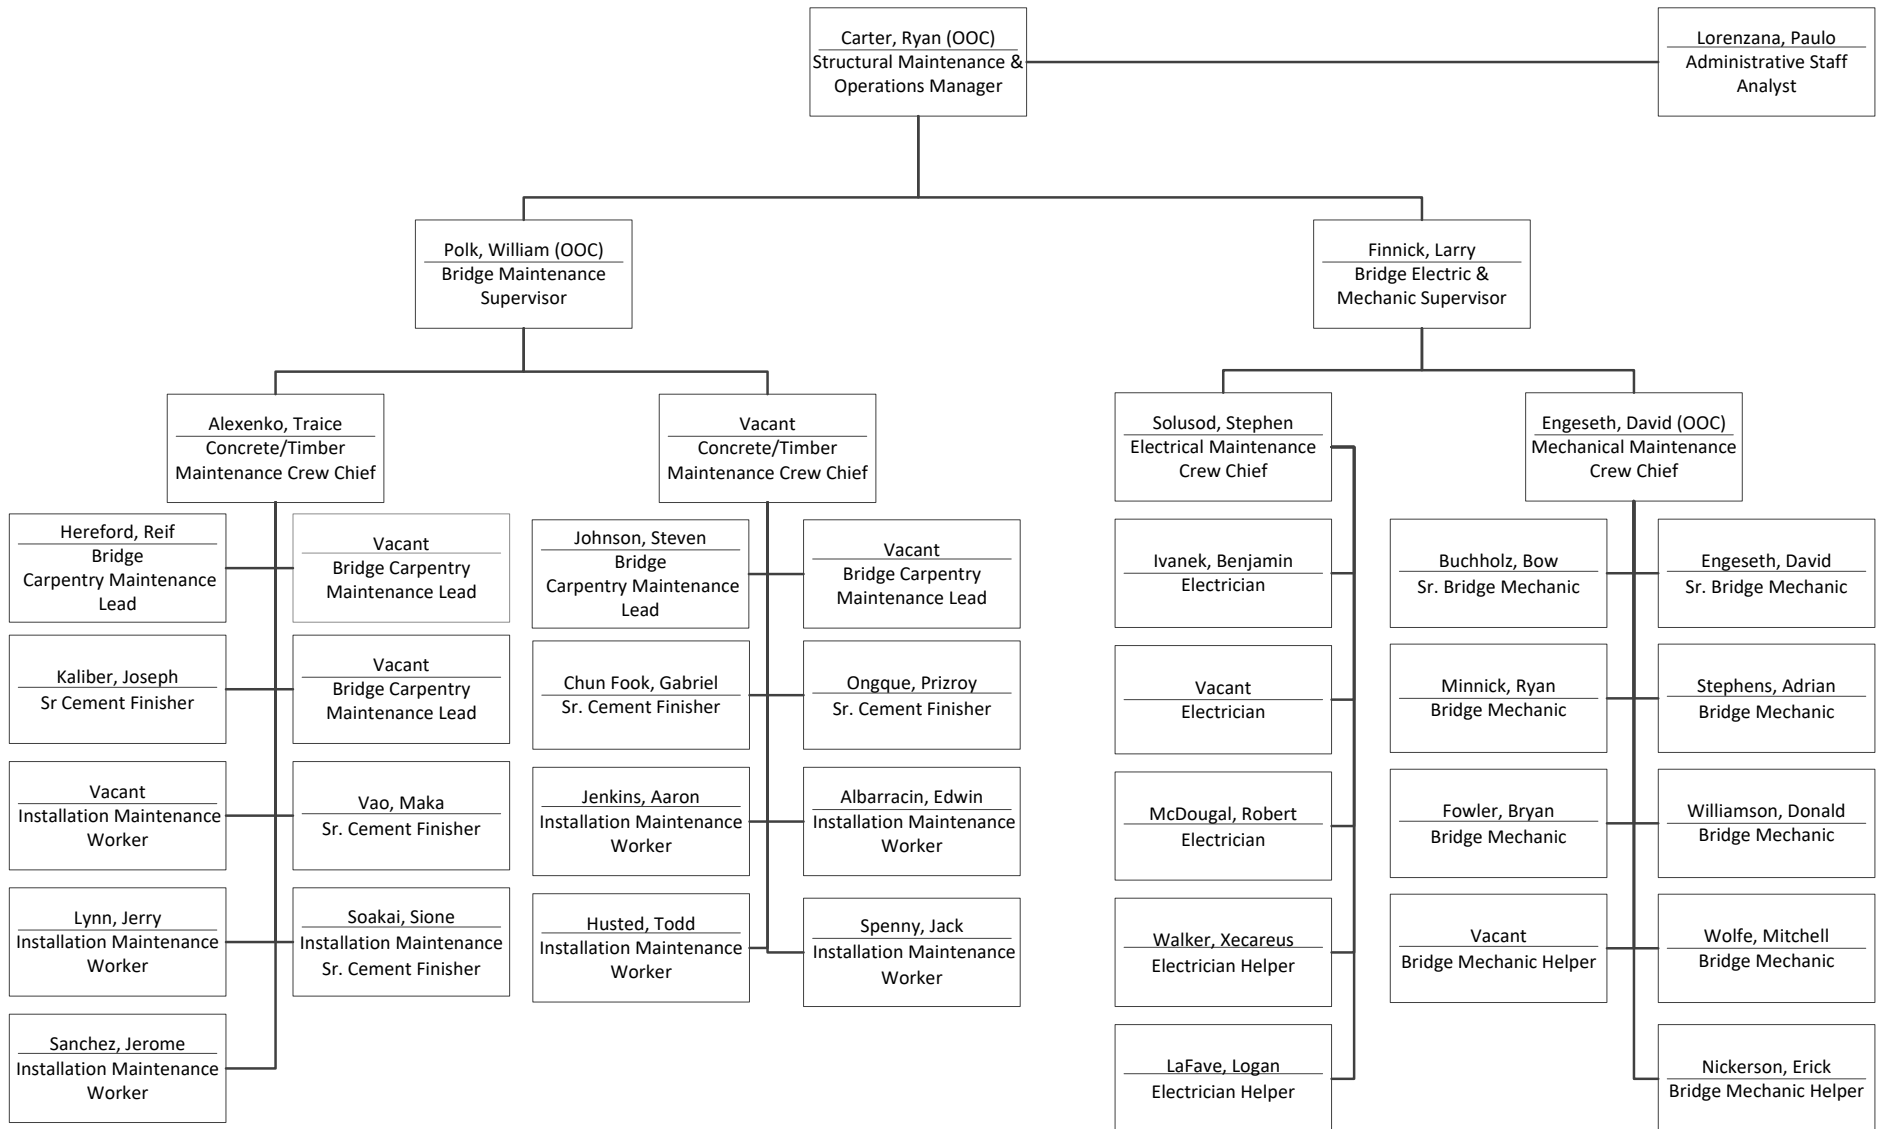 Carter, Ryan (OOC)
Structural Maintenance &
Operations Manager
Lorenzana, Paulo
Administrative Staff
Analyst
Polk, William (OOC)
Bridge Maintenance
Supervisor
Finnick, Larry
Bridge Electric &
Mechanic Supervisor
Alexenko, Traice
Concrete/Timber
Maintenance Crew Chief
Vacant
Concrete/Timber
Maintenance Crew Chief
Solusod, Stephen
Electrical Maintenance
Crew Chief
Engeseth, David (OOC)
Mechanical Maintenance
Crew Chief
Hereford, Reif
Bridge
Carpentry Maintenance
Lead
Vacant
Bridge Carpentry
Maintenance Lead
Johnson, Steven
Bridge
Carpentry Maintenance
Lead
Vacant
Bridge Carpentry
Maintenance Lead
Ivanek, Benjamin
Electrician
Buchholz, Bow
Sr. Bridge Mechanic
Engeseth, David
Sr. Bridge Mechanic
Kaliber, Joseph
Sr Cement Finisher
Vacant
Bridge Carpentry
Maintenance Lead
Chun Fook, Gabriel
Sr. Cement Finisher
Ongque, Prizroy
Sr. Cement Finisher
Vacant
Electrician
Minnick, Ryan
Bridge Mechanic
Stephens, Adrian
Bridge Mechanic
Vacant
Installation Maintenance
Worker
Vao, Maka
Sr. Cement Finisher
Jenkins, Aaron
Installation Maintenance
Worker
Albarracin, Edwin
Installation Maintenance
Worker
McDougal, Robert
Electrician
Fowler, Bryan
Bridge Mechanic
Williamson, Donald
Bridge Mechanic
Lynn, Jerry
Installation Maintenance
Worker
Soakai, Sione
Installation Maintenance
Sr. Cement Finisher
Husted, Todd
Installation Maintenance
Worker
Spenny, Jack
Installation Maintenance
Worker
Walker, Xecareus
Electrician Helper
Vacant
Bridge Mechanic Helper
Wolfe, Mitchell
Bridge Mechanic
Sanchez, Jerome
Installation Maintenance
Worker
LaFave, Logan
Electrician Helper
Nickerson, Erick
Bridge Mechanic Helper